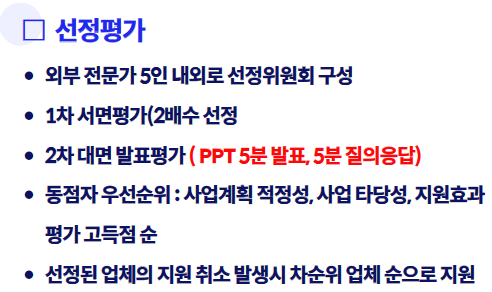 □ 선정평가
• 외부 전문가 5인 내외로 선정위원회 구성
• 1차 서면평가(2배수 선정
• 2차 대면 발표평가 ( PPT 5분 발표, 5분 질의응답)
• 동점자 우선순위 : 사업계획 적정성, 사업 타당성, 지원효과
평가 고득점 순
• 선정된 업체의 지원 취소 발생시 차순위 업체 순으로 지원